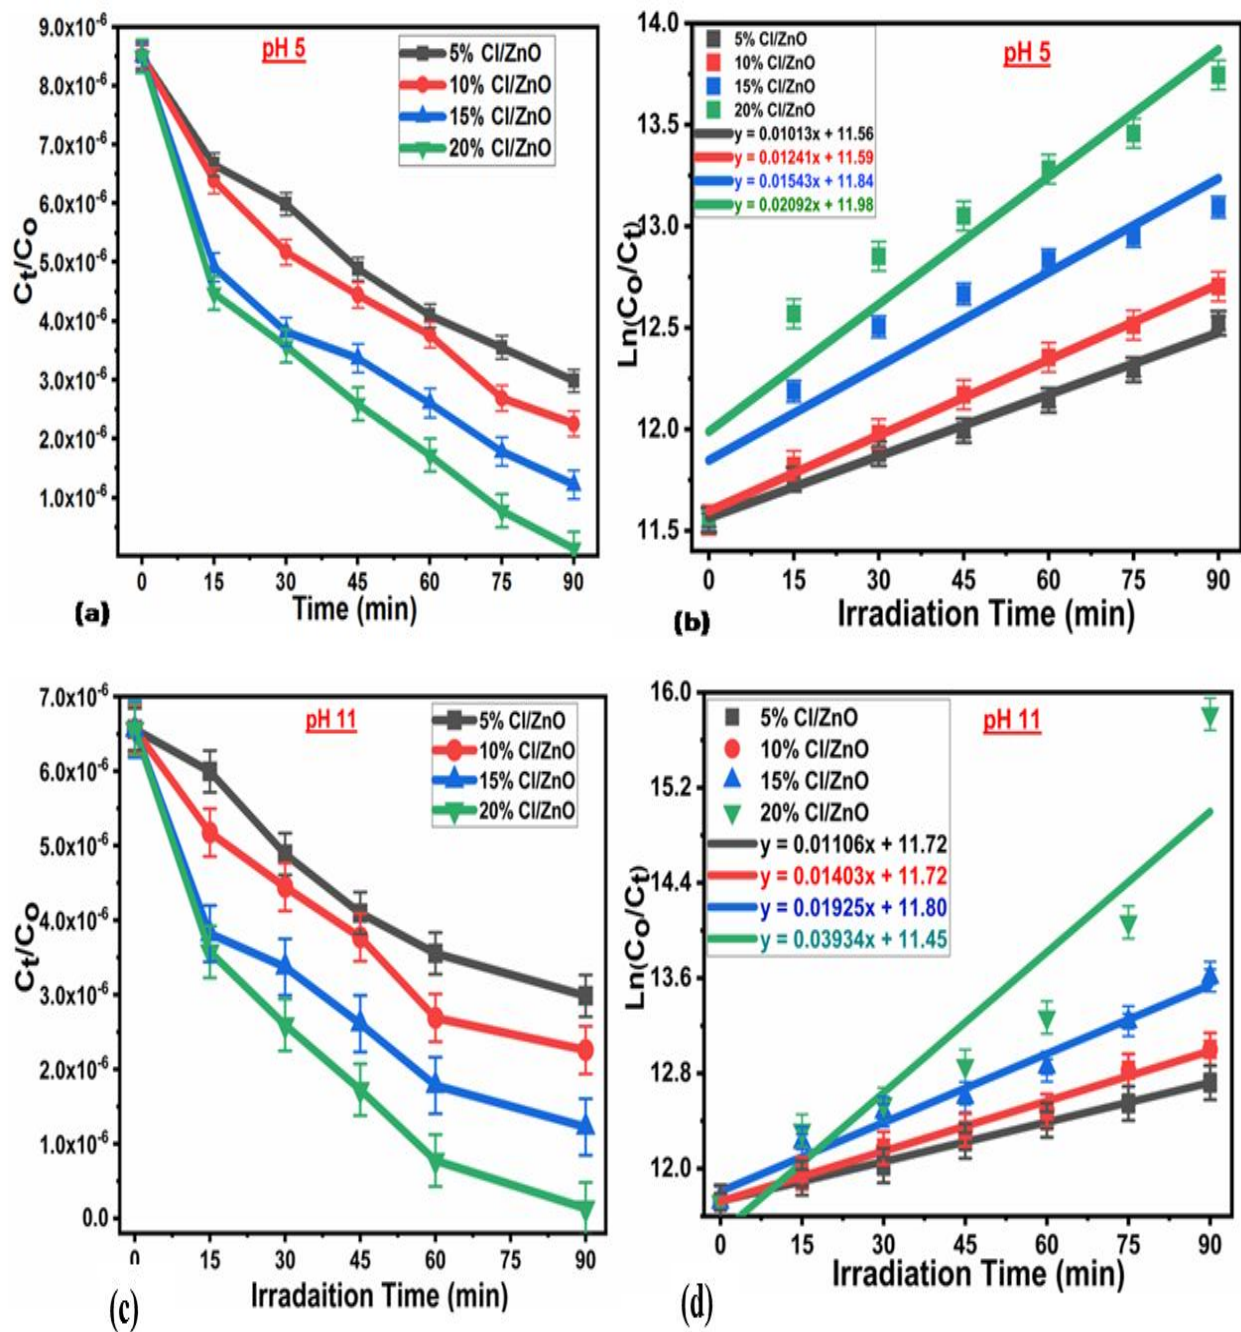 9.0x10-6
8.0x10-6
7.0x10-6
6.0x10-6
5.0x10-6
4.0x10-6
3.0x10-6
2.0x10-6
1.0x10-6
Ct/Co
pH 5
5% Cl/ZnO
10% Cl/ZnO
15% Cl/ZnO
20% Cl/ZnO
0 15 30 45 60 75 90
Time (min)
(a)
14.0
13.5
13.0
12.5
12.0
11.5
Ln(Co/Ct)
pH 5
5% Cl/ZnO
10% Cl/ZnO
15% Cl/ZnO
20% Cl/ZnO
y = 0.01013x + 11.56
y = 0.01241x + 11.59
y = 0.01543x + 11.84
y = 0.02092x + 11.98
0 15 30 45 60 75 90
Irradiation Time (min)
(b)
7.0x10-6
6.0x10-6
5.0x10-6
4.0x10-6
3.0x10-6
2.0x10-6
1.0x10-6
0.0
Ct/Co
pH 11
5% Cl/ZnO
10% Cl/ZnO
15% Cl/ZnO
20% Cl/ZnO
0 15 30 45 60 75 90
Irradaition Time (min)
(c)
16.0
15.2
14.4
13.6
12.8
12.0
Ln(Co/Ct)
pH 11
5% Cl/ZnO
10% Cl/ZnO
15% Cl/ZnO
20% Cl/ZnO
y = 0.01106x + 11.72
y = 0.01403x + 11.72
y = 0.01925x + 11.80
y = 0.03934x + 11.45
0 15 30 45 60 75 90
Irradiation Time (min)
(d)